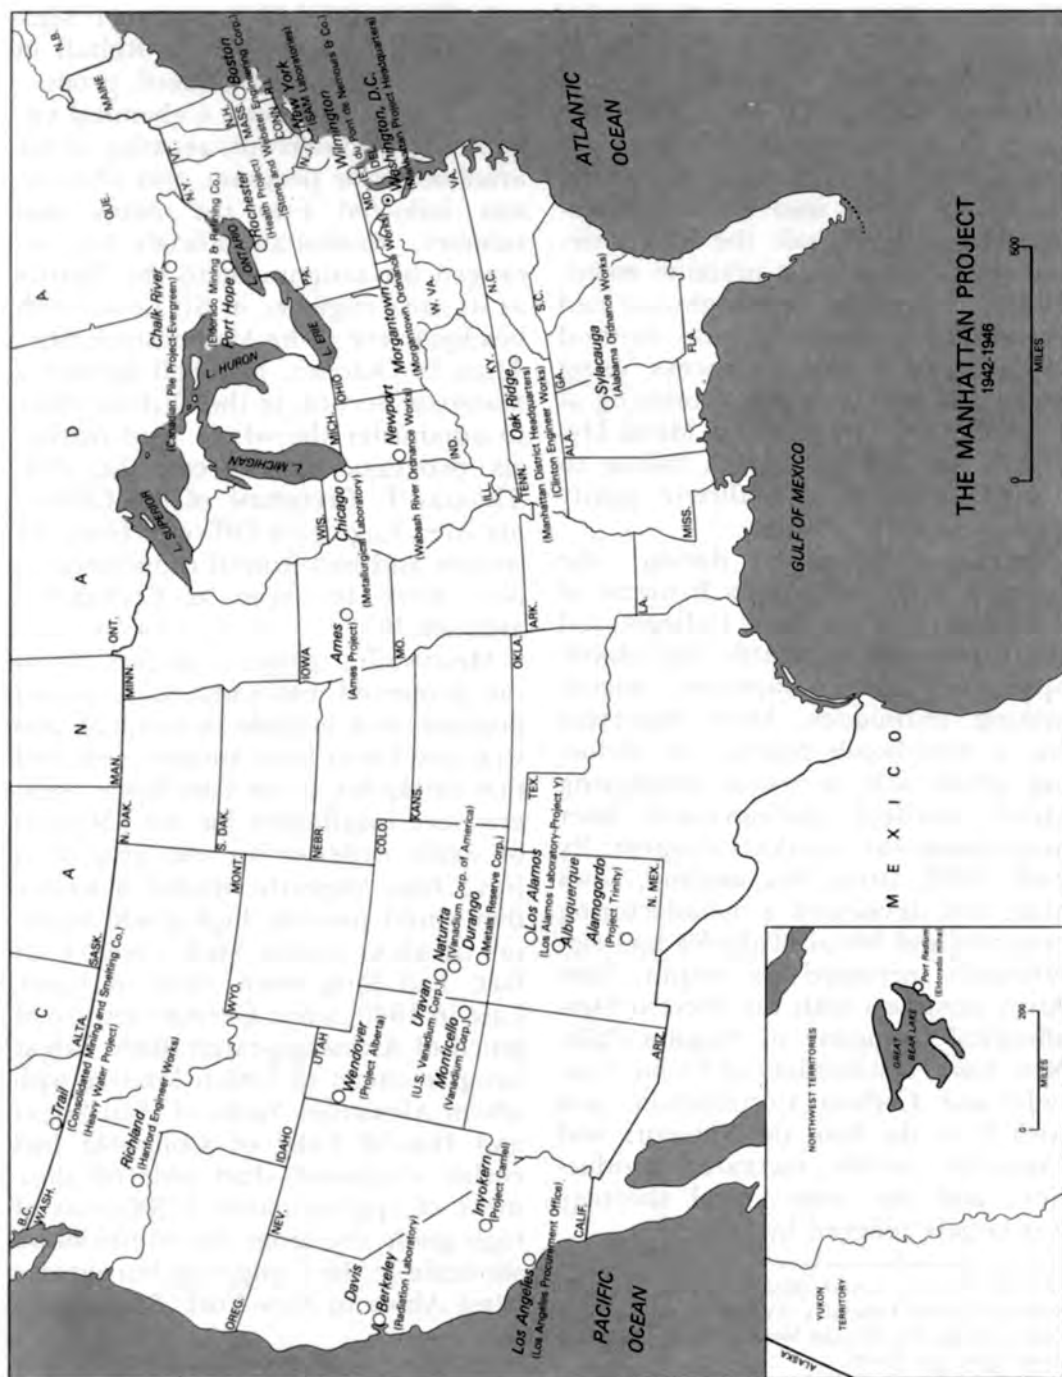 THE MANHATTAN PROJECT
1942-1946
0
500
MILES
C A N A D A
B.C.
WASH.
ALTA.
SASK.
MAN.
ONT.
QUE.
N.B.
MAINE
N. DAK.
MINN.
Trail
(Consolidated Mining and Smelting Co.)
(Heavy Water Project)
Richland
(Hanford Engineer Works)
OREG.
IDAHO
MONT.
WYO.
S. DAK.
NEBR.
IOWA
WIS.
MICH.
L. SUPERIOR
L. MICHIGAN
L. HURON
L. ERIE
L. ONTARIO
Chalk River
(Canadian Pile Project-Evergreen)
(Eldorado Mining & Refining Co.)
Port Hope
N.Y.
VT.
N.H.
MASS.
CONN.
R.I.
Rochester
(Health Project)
Boston
New York
(SAM Laboratories)
N.J.
PA.
Wilmington
MD.
DEL.
Washington, D.C.
Morgantown
(Morgantown Ordnance Works)
OHIO
Newport
(Wabash River Ordnance Works)
Chicago
(Metallurgical Laboratory)
Ames
(Ames Project)
NEV.
UTAH
COLO.
KANS.
MO.
ILL.
IND.
KY.
W. VA.
VA.
Davis
Berkeley
(Radiation Laboratory)
Wendover
(Project Alberta)
Uravan
(U.S. Vanadium Corp.)
Monticello
(Vanadium Corp.)
Naturita
(Vanadium Corp. of America)
Durango
(Metals Reserve Corp.)
Inyokern
(Project Camel)
Los Angeles
(Los Angeles Procurement Office)
CALIF.
ARIZ.
N. MEX.
Los Alamos
(Los Alamos Laboratory-Project Y)
Albuquerque
Alamogordo
(Project Trinity)
TEX.
OKLA.
ARK.
LA.
MISS.
TENN.
ALA.
GA.
N.C.
S.C.
FLA.
Oak Ridge
(Manhattan District Headquarters)
(Clinton Engineer Works)
Sylacauga
(Alabama Ordnance Works)
PACIFIC
OCEAN
ATLANTIC
OCEAN
GULF OF MEXICO
M E X I C O
ALASKA
YUKON
TERRITORY
NORTHWEST TERRITORIES
GREAT
BEAR LAKE
0
200
MILES